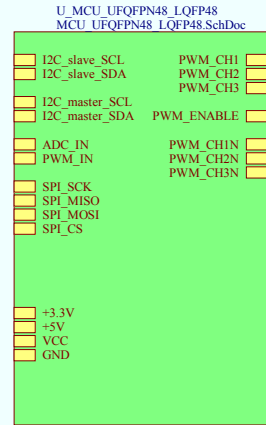 U_MCU_UFQFPN48_LQFP48
MCU_UFQFPN48_LQFP48.SchDoc
I2C_slave_SCL PWM_CH1
I2C_slave_SDA PWM_CH2
PWM_CH3
I2C_master_SCL
I2C_master_SDA PWM_ENABLE
ADC_IN PWM_CH1N
PWM_IN PWM_CH2N
PWM_CH3N
SPI_SCK
SPI_MISO
SPI_MOSI
SPI_CS
+3.3V
+5V
VCC
GND